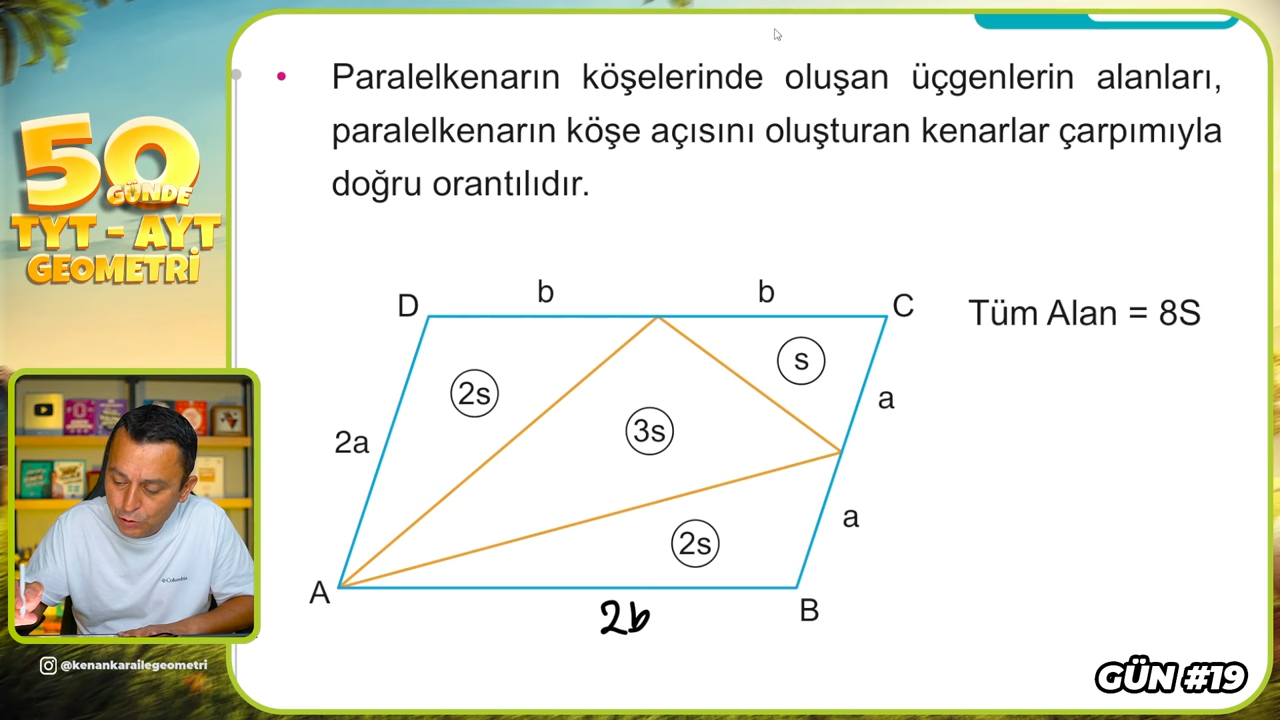 50
GÜNDE
TYT - AYT
GEOMETRİ
• Paralelkenarın köşelerinde oluşan üçgenlerin alanları,
paralelkenarın köşe açısını oluşturan kenarlar çarpımıyla
doğru orantılıdır.
D b b C
Tüm Alan = 8S
s
2s
a
3s
2a
a
2s
A
2b
B
Columbia
@kenankarailegeometri
GÜN #19